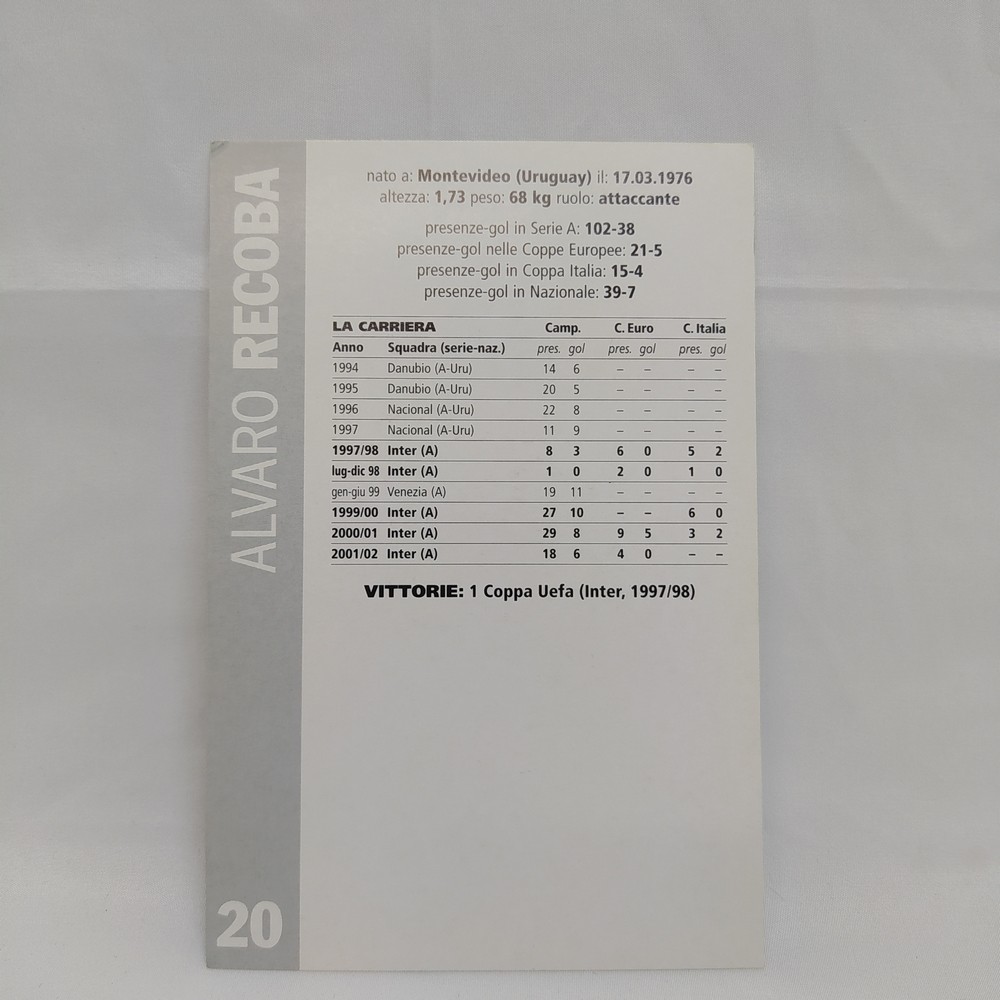 ALVARO RECOBA
20
nato a: Montevideo (Uruguay) il: 17.03.1976
altezza: 1,73 peso: 68 kg ruolo: attaccante
presenze-gol in Serie A: 102-38
presenze-gol nelle Coppe Europee: 21-5
presenze-gol in Coppa Italia: 15-4
presenze-gol in Nazionale: 39-7
LA CARRIERA Camp. C. Euro C. Italia
Anno Squadra (serie-naz.) pres. gol pres. gol pres. gol
1994 Danubio (A-Uru) 14 6 – – – –
1995 Danubio (A-Uru) 20 5 – – – –
1996 Nacional (A-Uru) 22 8 – – – –
1997 Nacional (A-Uru) 11 9 – – – –
1997/98 Inter (A) 8 3 6 0 5 2
lug-dic 98 Inter (A) 1 0 2 0 1 0
gen-giu 99 Venezia (A) 19 11 – – – –
1999/00 Inter (A) 27 10 – – 6 0
2000/01 Inter (A) 29 8 9 5 3 2
2001/02 Inter (A) 18 6 4 0 – –
VITTORIE: 1 Coppa Uefa (Inter, 1997/98)